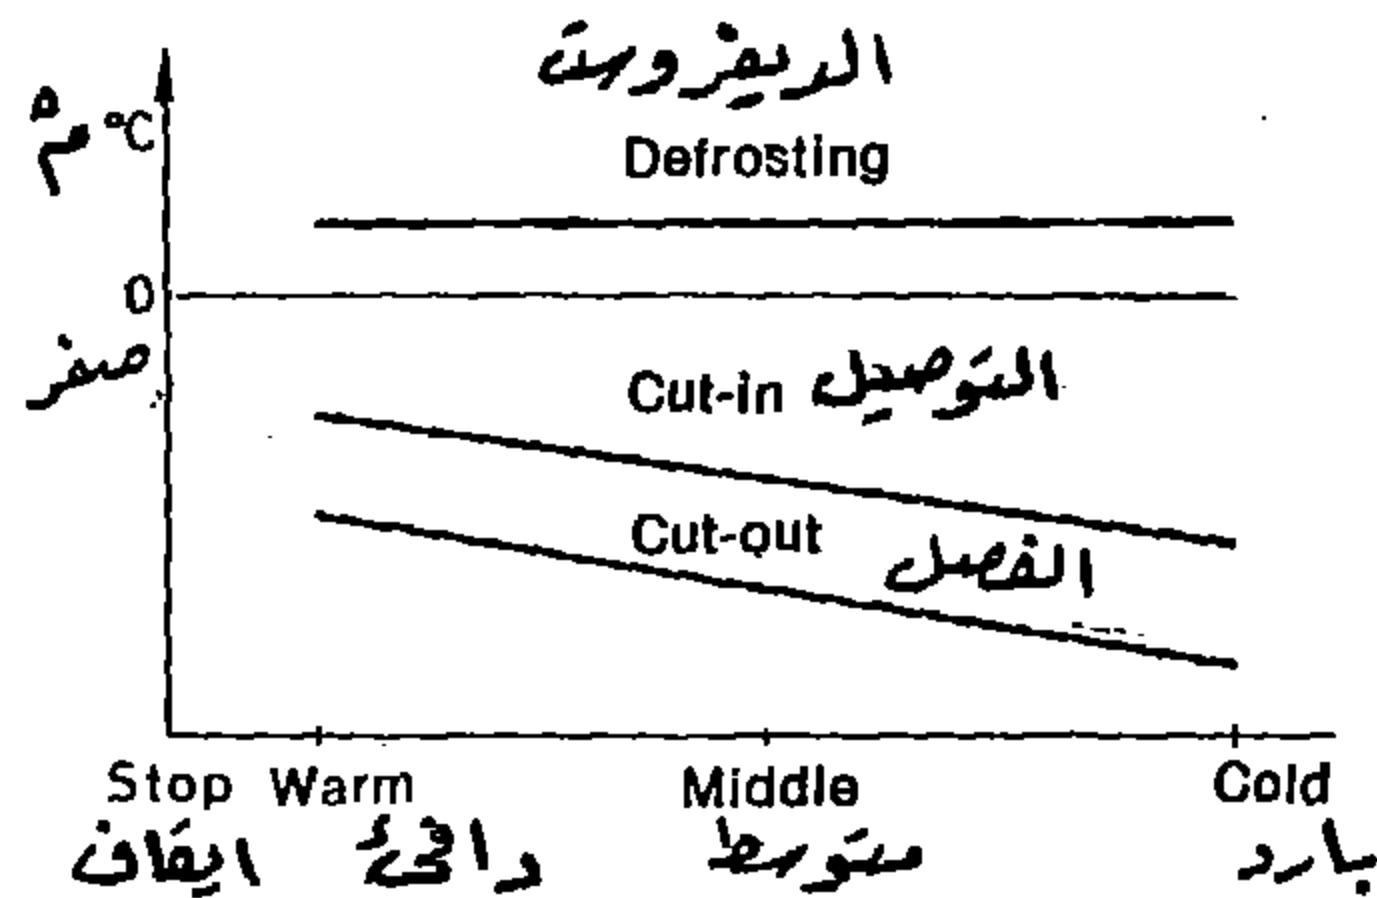 الديفروست
م° °C
Defrosting
0
صفر
Cut-in التوصيل
Cut-out الفصل
Stop Warm Middle Cold
ايقاف دافئ متوسط بارد